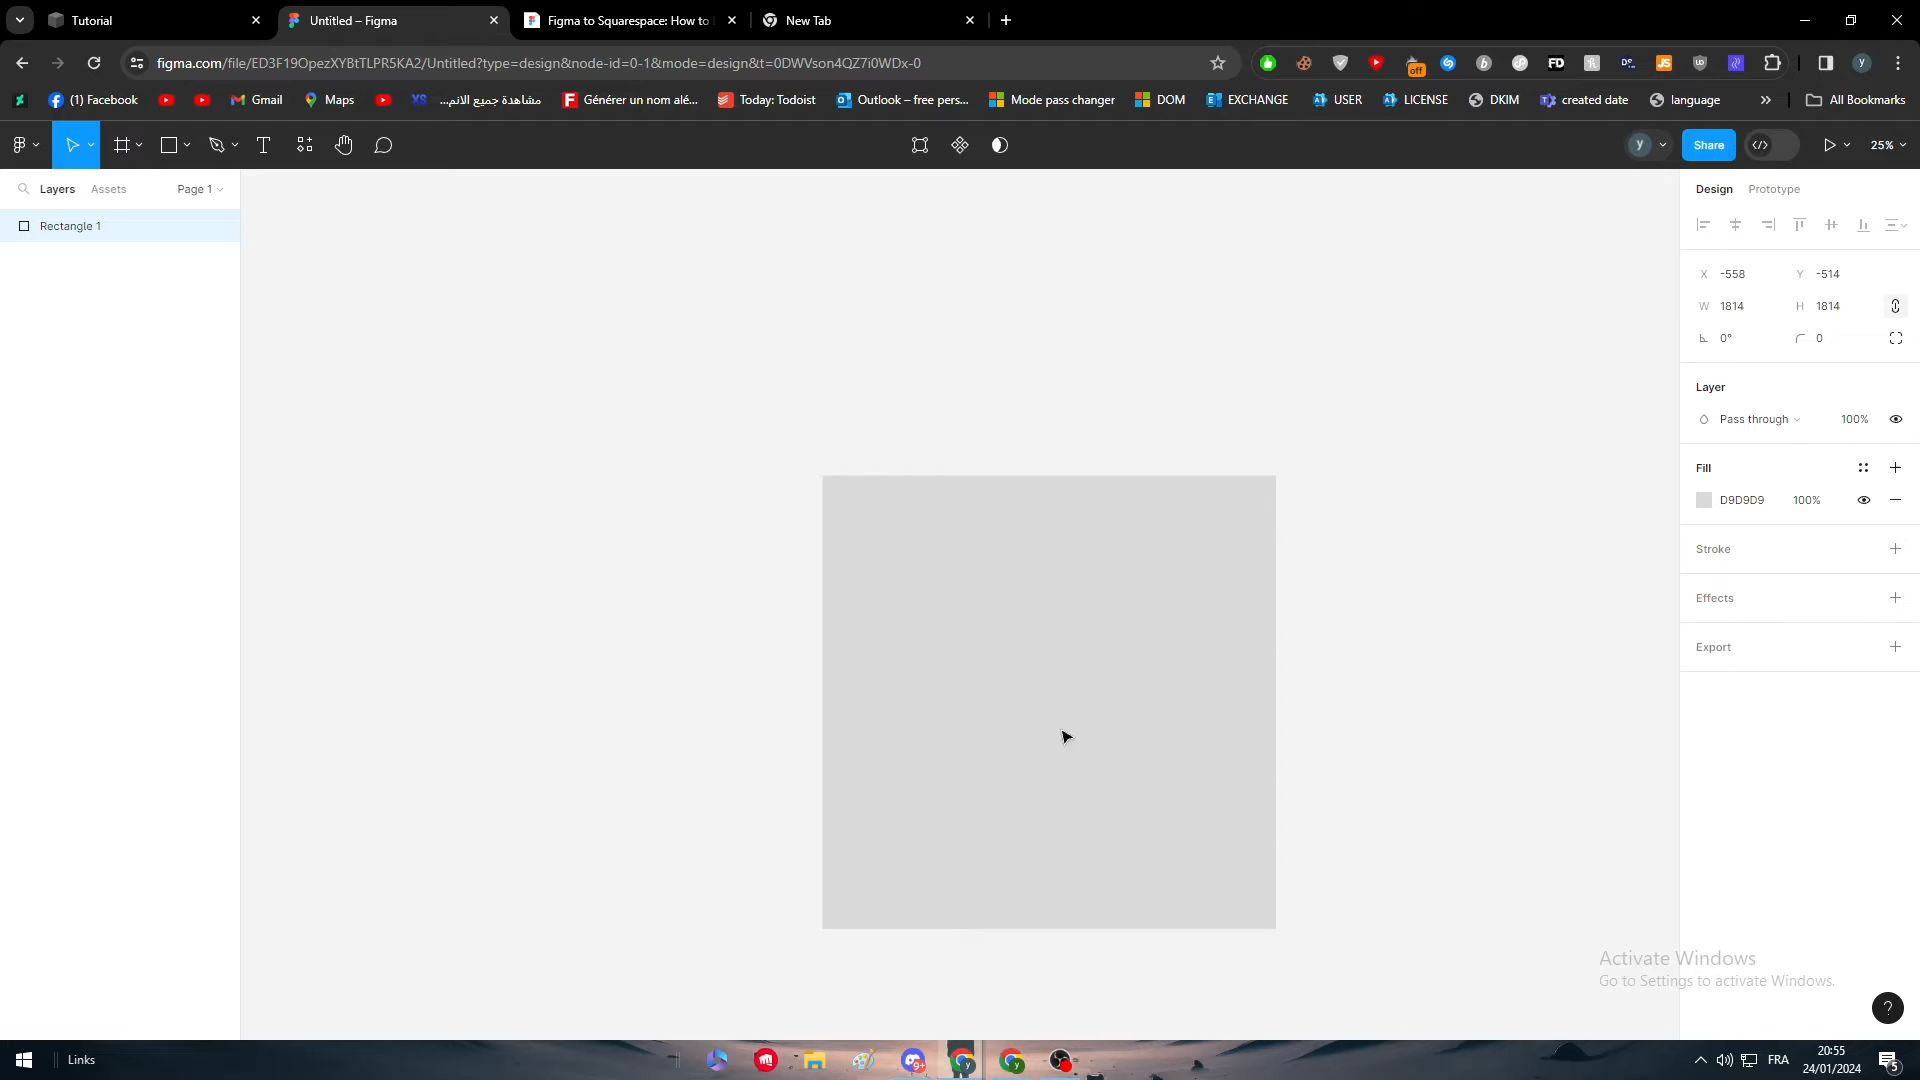 Tutorial
Untitled – Figma
Figma to Squarespace: How to
New Tab
figma.com/file/ED3F19OpezXYBtTLPR5KA2/Untitled?type=design&node-id=0-1&mode=design&t=0DWVson4QZ7i0WDx-0
off
FD
JS
y
(1) Facebook
Gmail
Maps
مشاهدة جميع الانم...
Générer un nom alé...
Today: Todoist
Outlook – free pers...
Mode pass changer
DOM
EXCHANGE
USER
LICENSE
DKIM
created date
language
All Bookmarks
y
Share
25%
Layers
Assets
Page 1
Rectangle 1
Design
Prototype
X -558
Y -514
W 1814
H 1814
0°
0
Layer
Pass through
100%
Fill
D9D9D9
100%
Stroke
Effects
Export
Activate Windows
Go to Settings to activate Windows.
?
Links
9+
FRA
20:55
24/01/2024
5